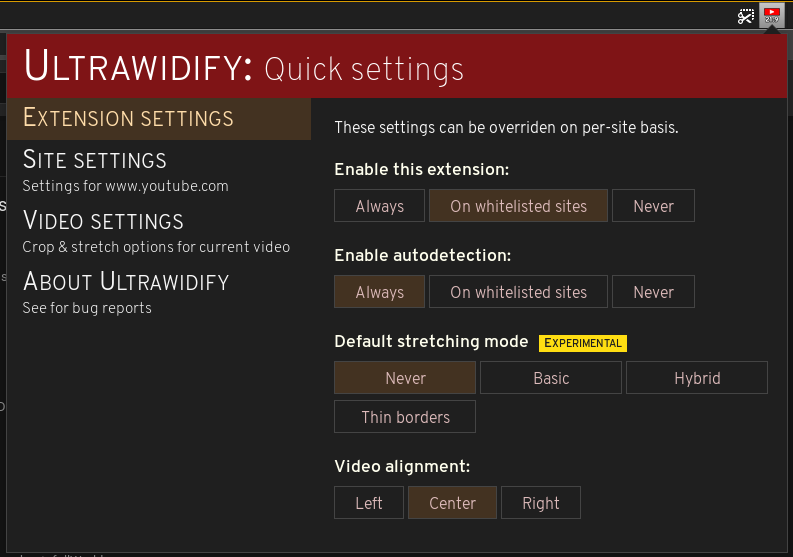 21:9
ULTRAWIDIFY: Quick settings
EXTENSION SETTINGS
SITE SETTINGS
Settings for www.youtube.com
VIDEO SETTINGS
Crop & stretch options for current video
ABOUT ULTRAWIDIFY
See for bug reports
These settings can be overriden on per-site basis.
Enable this extension:
Always On whitelisted sites Never
Enable autodetection:
Always On whitelisted sites Never
Default stretching mode EXPERIMENTAL
Never Basic Hybrid
Thin borders
Video alignment:
Left Center Right